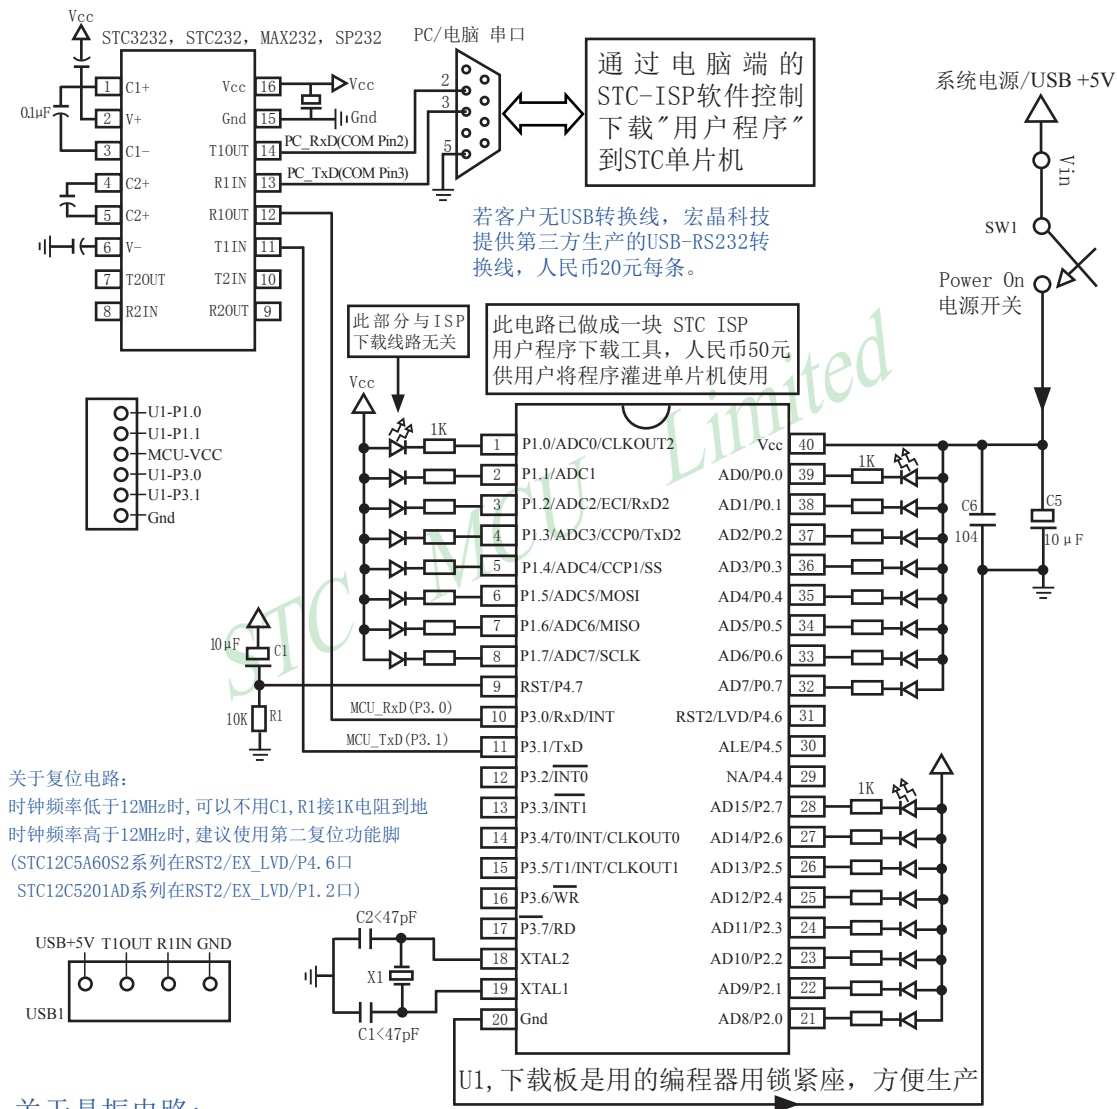 Vcc
STC3232, STC232, MAX232, SP232
PC/电脑 串口
通过电脑端的
STC-ISP软件控制
下载"用户程序"
到STC单片机
系统电源/USB +5V
Vin
SW1
Power On
电源开关
0.1μF
1 C1+
2 V+
3 C1-
4 C2+
5 C2+
6 V-
7 T2OUT
8 R2IN
Vcc 16
Gnd 15
T1OUT 14
R1IN 13
R1OUT 12
T1IN 11
T2IN 10
R2OUT 9
Vcc
Gnd
PC_RxD(COM Pin2)
PC_TxD(COM Pin3)
2
3
5
若客户无USB转换线, 宏晶科技
提供第三方生产的USB-RS232转
换线, 人民币20元每条。
此部分与ISP
下载线路无关
此电路已做成一块 STC ISP
用户程序下载工具, 人民币50元
供用户将程序灌进单片机使用
STC MCU Limited
U1-P1.0
U1-P1.1
MCU-VCC
U1-P3.0
U1-P3.1
Gnd
Vcc
1K
1 P1.0/ADC0/CLKOUT2
2 P1.1/ADC1
3 P1.2/ADC2/ECI/RxD2
4 P1.3/ADC3/CCP0/TxD2
5 P1.4/ADC4/CCP1/SS
6 P1.5/ADC5/MOSI
7 P1.6/ADC6/MISO
8 P1.7/ADC7/SCLK
9 RST/P4.7
10 P3.0/RxD/INT
11 P3.1/TxD
12 P3.2/INT0
13 P3.3/INT1
14 P3.4/T0/INT/CLKOUT0
15 P3.5/T1/INT/CLKOUT1
16 P3.6/WR
17 P3.7/RD
18 XTAL2
19 XTAL1
20 Gnd
Vcc 40
AD0/P0.0 39
AD1/P0.1 38
AD2/P0.2 37
AD3/P0.3 36
AD4/P0.4 35
AD5/P0.5 34
AD6/P0.6 33
AD7/P0.7 32
RST2/LVD/P4.6 31
ALE/P4.5 30
NA/P4.4 29
AD15/P2.7 28
AD14/P2.6 27
AD13/P2.5 26
AD12/P2.4 25
AD11/P2.3 24
AD10/P2.2 23
AD9/P2.1 22
AD8/P2.0 21
1K
1K
C6
104
C5
10μF
10μF
C1
10K
R1
MCU_RxD(P3.0)
MCU_TxD(P3.1)
关于复位电路:
时钟频率低于12MHz时, 可以不用C1, R1接1K电阻到地
时钟频率高于12MHz时, 建议使用第二复位功能脚
(STC12C5A60S2系列在RST2/EX_LVD/P4.6口
STC12C5201AD系列在RST2/EX_LVD/P1.2口)
USB+5V T1OUT R1IN GND
USB1
C2<47pF
X1
C1<47pF
U1, 下载板是用的编程器用锁紧座, 方便生产
关于晶振电路: